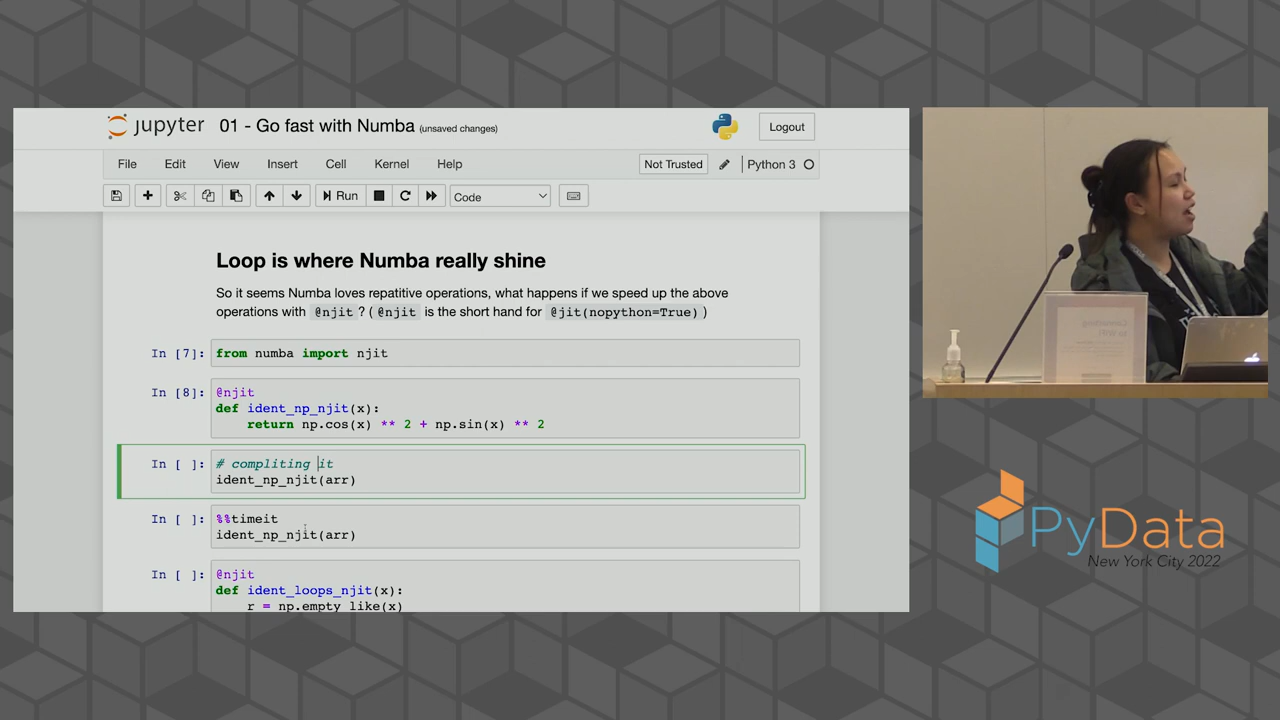 jupyter 01 - Go fast with Numba (unsaved changes) Logout
File Edit View Insert Cell Kernel Help Not Trusted Python 3
Run Code
Loop is where Numba really shine
So it seems Numba loves repatitive operations, what happens if we speed up the above
operations with @njit ? ( @njit is the short hand for @jit(nopython=True) )
In [7]: from numba import njit
In [8]: @njit
def ident_np_njit(x):
return np.cos(x) ** 2 + np.sin(x) ** 2
In [ ]: # compliting it
ident_np_njit(arr)
In [ ]: %%timeit
ident_np_njit(arr)
In [ ]: @njit
def ident_loops_njit(x):
r = np.empty_like(x)
PyData
New York City 2022